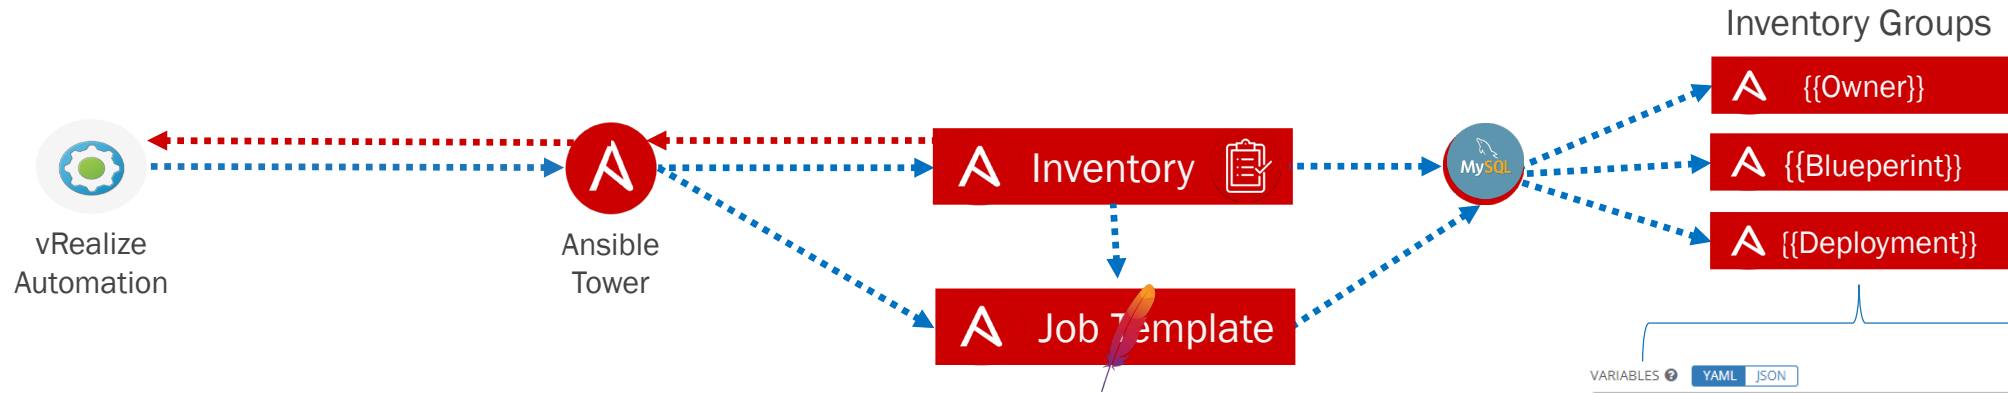 Inventory Groups
{{Owner}}
{{Blueperint}}
{{Deployment}}
vRealize
Automation
Ansible
Tower
Inventory
Job Template
MySQL
VARIABLES ? YAML JSON